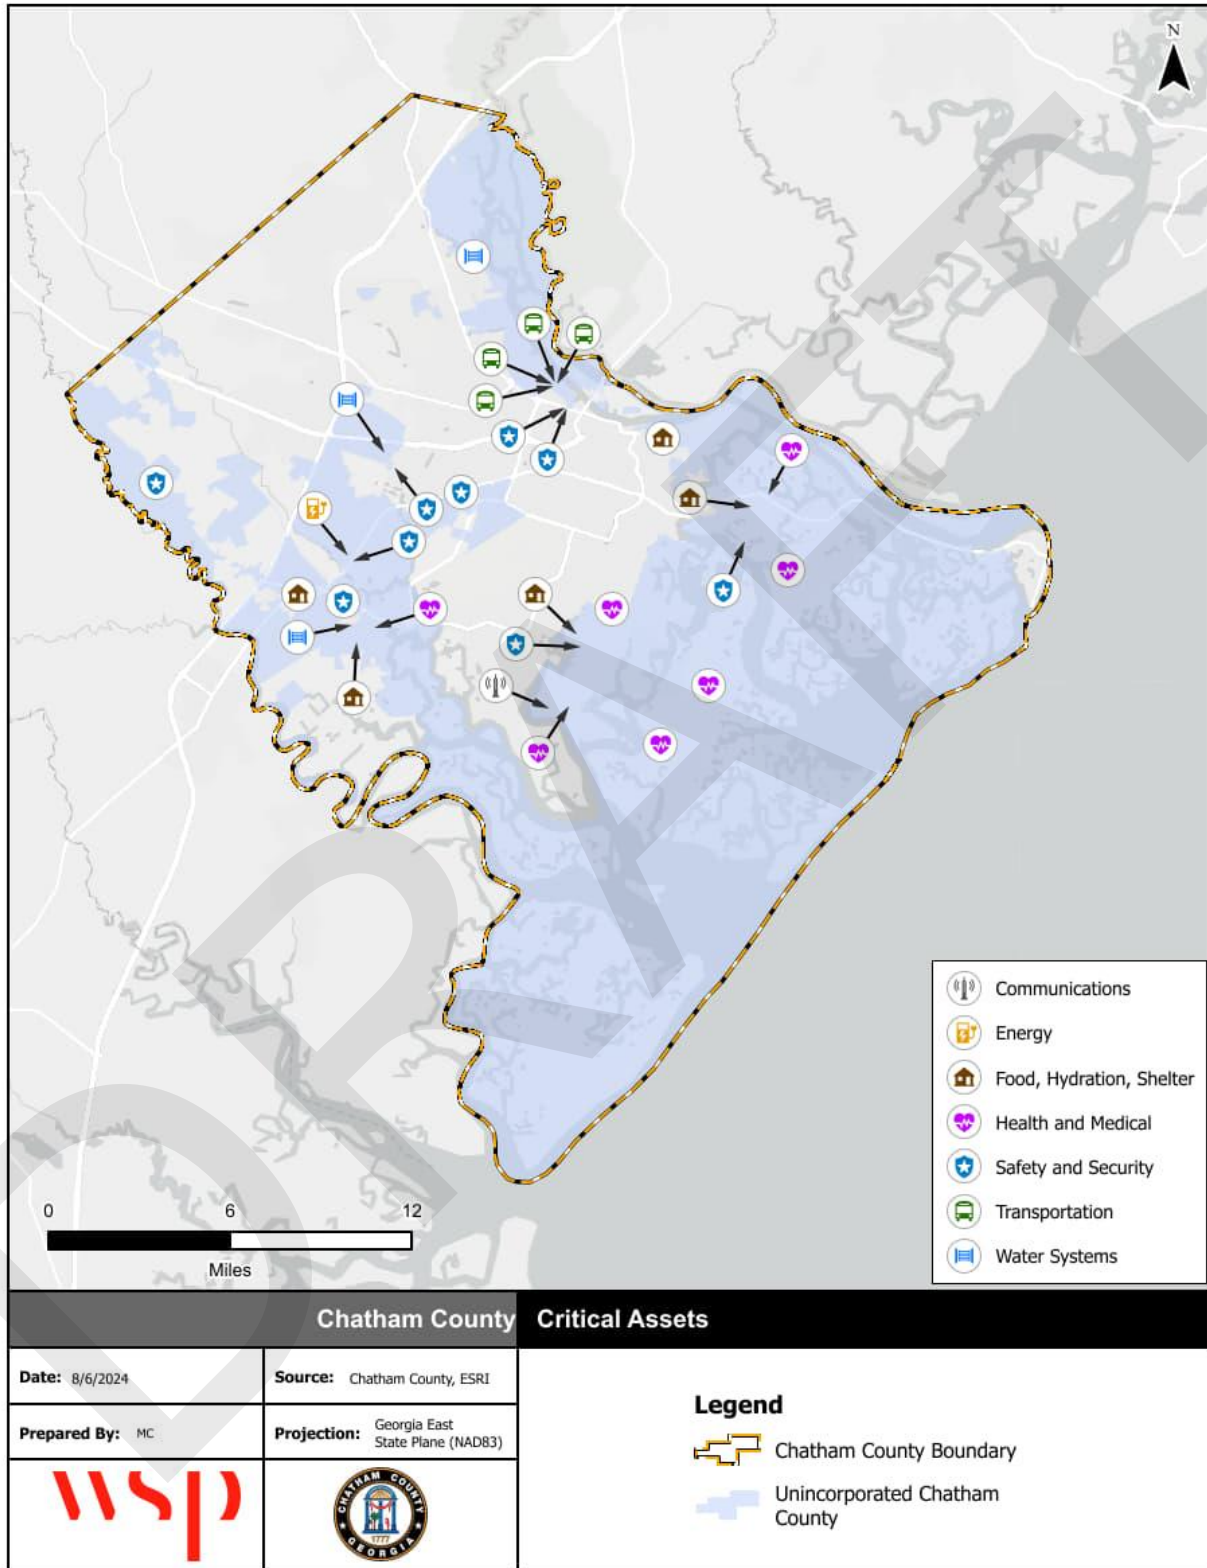 N
DRAFT
Communications
Energy
Food, Hydration, Shelter
Health and Medical
Safety and Security
Transportation
Water Systems
0 6 12
Miles
Chatham County Critical Assets
Date: 8/6/2024
Source: Chatham County, ESRI
Prepared By: MC
Projection: Georgia East
State Plane (NAD83)
wsp
CHATHAM COUNTY
1777
GEORGIA
Legend
Chatham County Boundary
Unincorporated Chatham
County